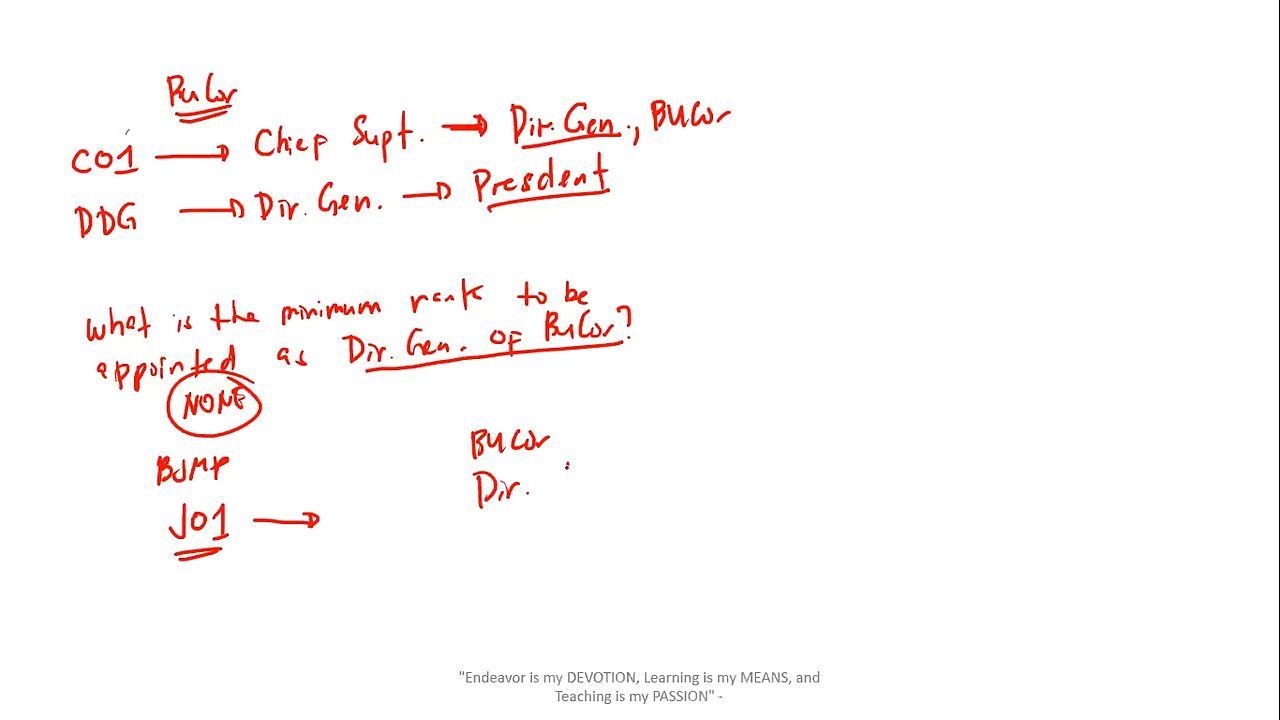 BuCor
CO1 → Chiep Supt. → Dir. Gen., BUCor
DDG → Dir. Gen. → Presdent
What is the minimum rank to be
appointed as Dir. Gen. of BuCor?
NONE
BUCor
BJMP
Dir.
JO1 →
"Endeavor is my DEVOTION, Learning is my MEANS, and
Teaching is my PASSION" -